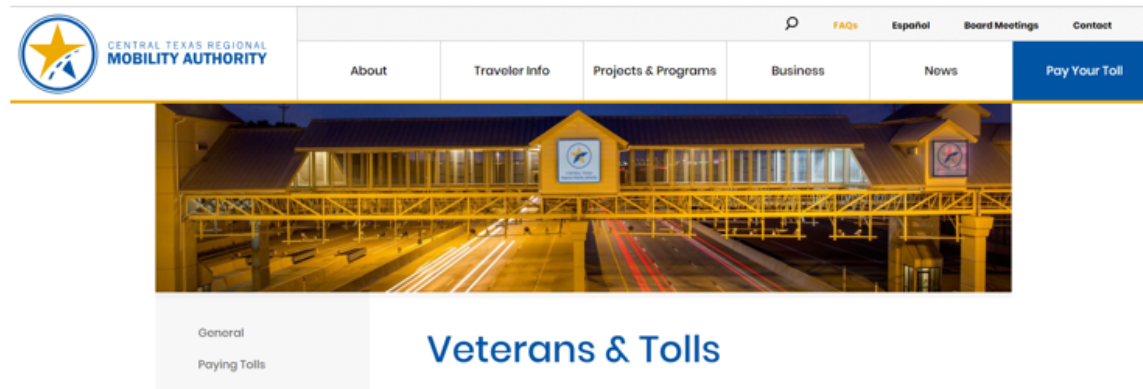 CENTRAL TEXAS REGIONAL
MOBILITY AUTHORITY
FAQs Español Board Meetings Contact
About Traveler Info Projects & Programs Business News Pay Your Toll
General
Paying Tolls
Veterans & Tolls